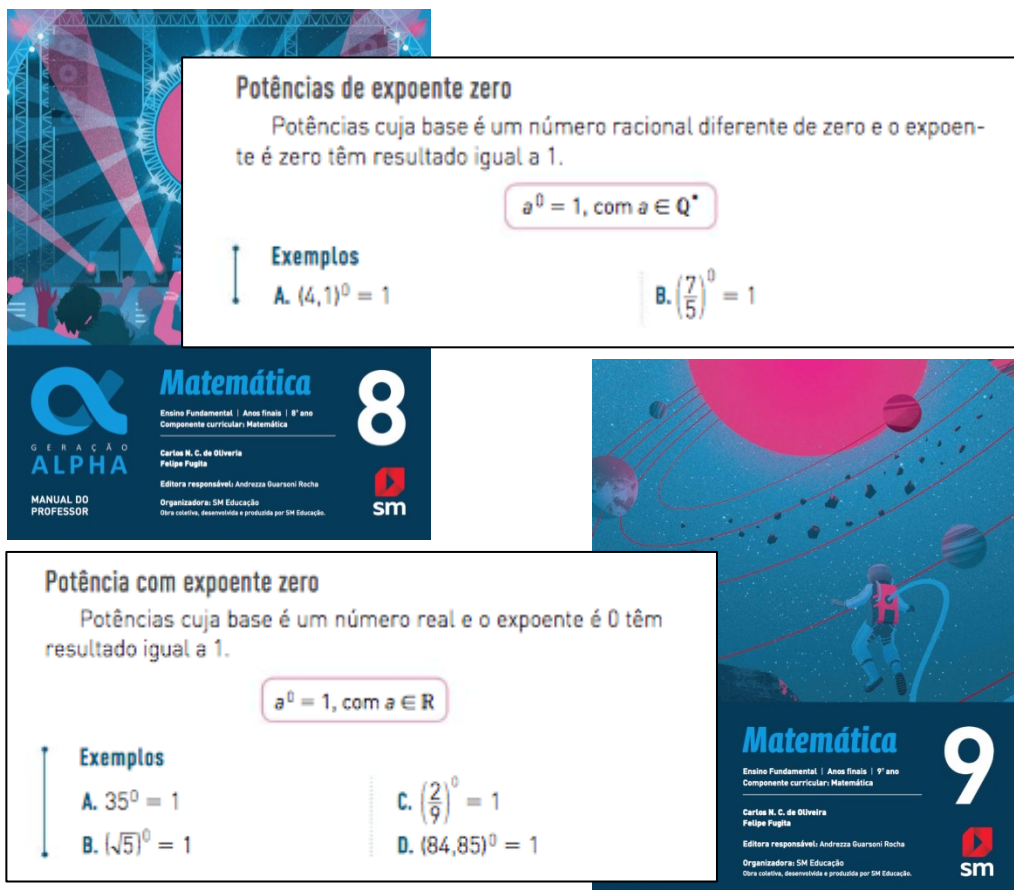 Potências de expoente zero
Potências cuja base é um número racional diferente de zero e o expoen-
te é zero têm resultado igual a 1.
a⁰ = 1, com a ∈ ℚ*
Exemplos
A. (4,1)⁰ = 1
B. (7/5)⁰ = 1
GERAÇÃO
ALPHA
MANUAL DO
PROFESSOR
Matemática
8
Ensino Fundamental | Anos finais | 8º ano
Componente curricular: Matemática
Carlos N. C. de Oliveria
Felipe Fugita
Editora responsável: Andrezza Guarsoni Rocha
Organizadora: SM Educação
Obra coletiva, desenvolvida e produzida por SM Educação.
sm
Potência com expoente zero
Potências cuja base é um número real e o expoente é 0 têm
resultado igual a 1.
a⁰ = 1, com a ∈ ℝ
Exemplos
A. 35⁰ = 1
B. (√5)⁰ = 1
C. (2/9)⁰ = 1
D. (84,85)⁰ = 1
Matemática
9
Ensino Fundamental | Anos finais | 9º ano
Componente curricular: Matemática
Carlos N. C. de Oliveira
Felipe Fugita
Editora responsável: Andrezza Guarsoni Rocha
Organizadora: SM Educação
Obra coletiva, desenvolvida e produzida por SM Educação.
sm